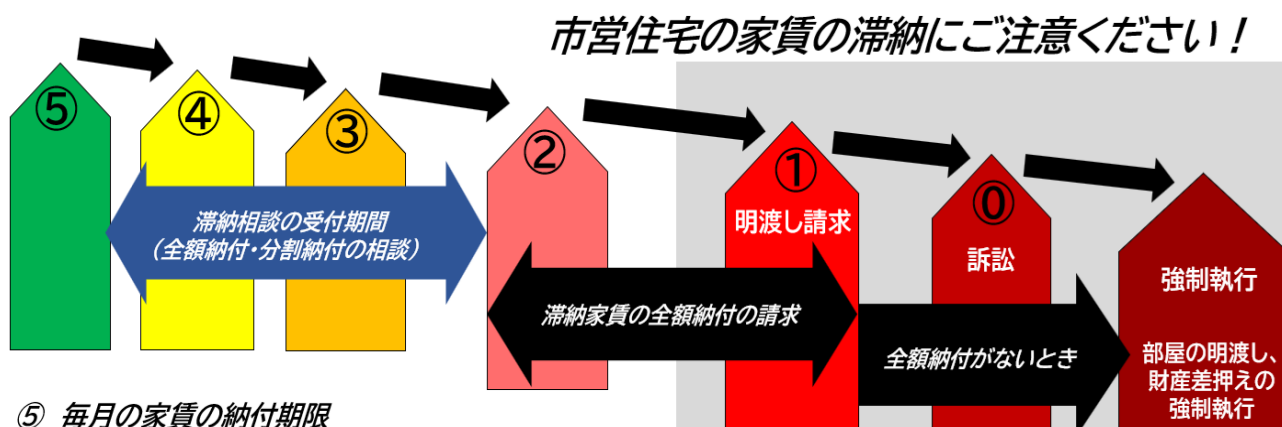 市営住宅の家賃の滞納にご注意ください!
⑤
④
③
②
①
明渡し請求
⓪
訴訟
強制執行
部屋の明渡し、
財産差押えの
強制執行
滞納相談の受付期間
(全額納付・分割納付の相談)
滞納家賃の全額納付の請求
全額納付がないとき
⑤ 毎月の家賃の納付期限